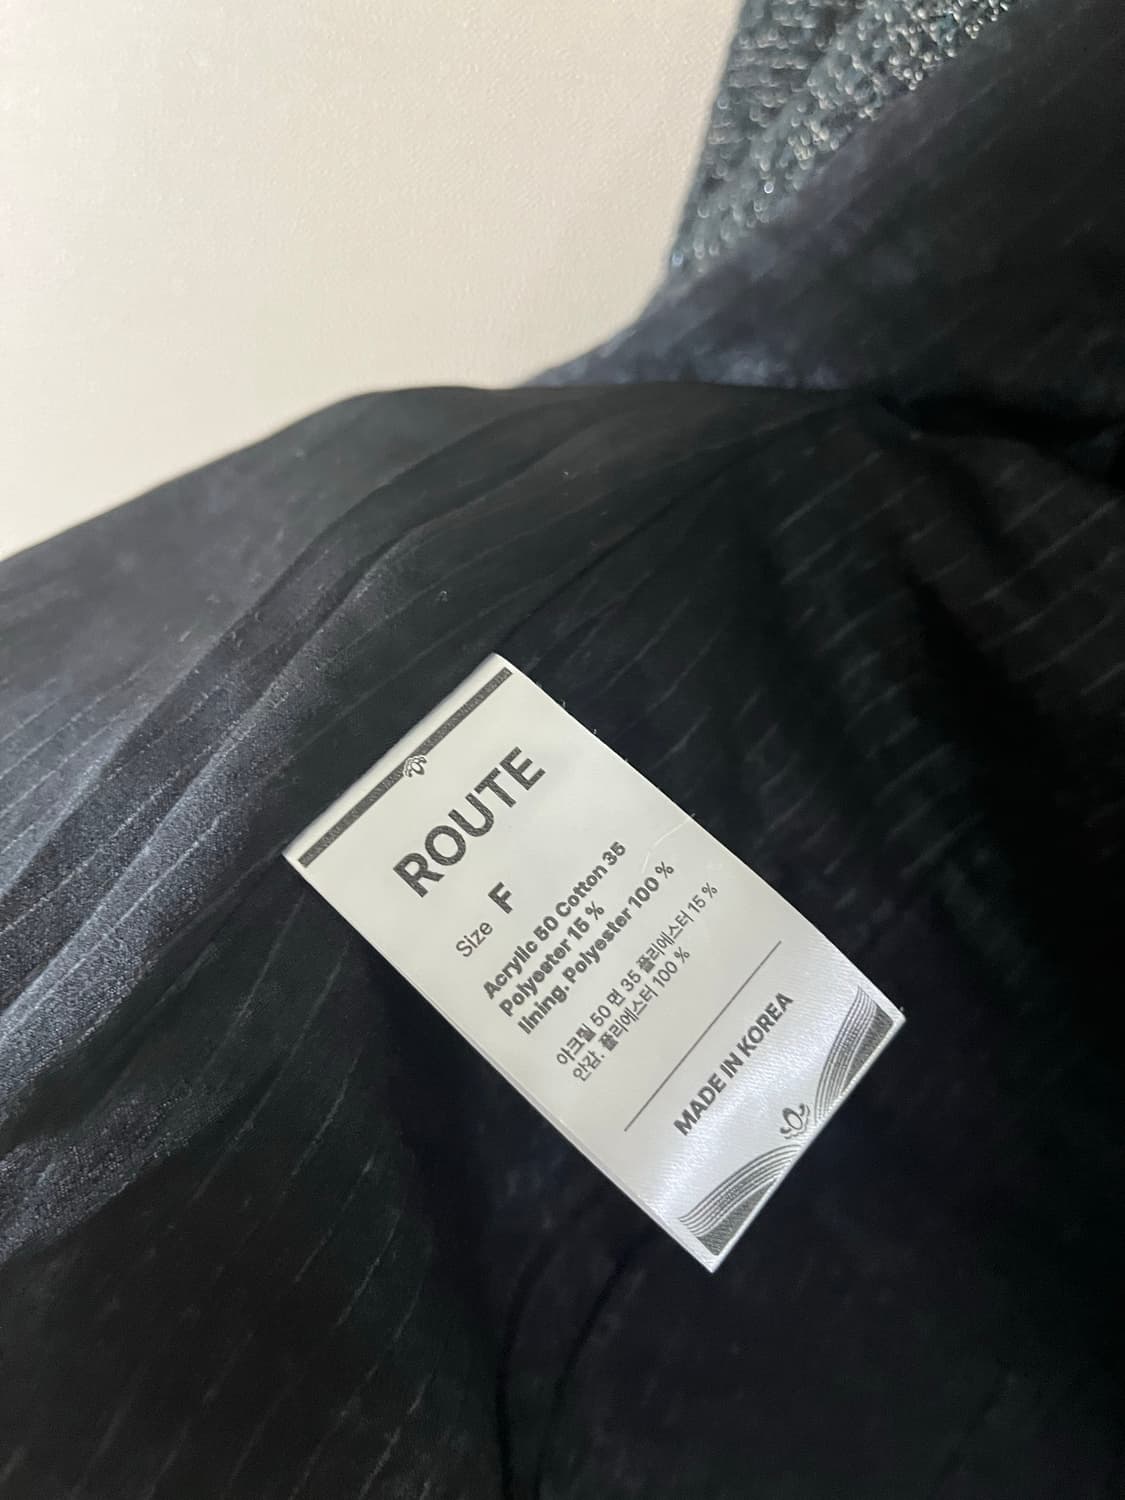 ROUTE
Size F
Acrylic 50 Cotton 35
Polyester 15 %
lining. Polyester 100 %
아크릴 50 면 35 폴리에스터 15 %
안감. 폴리에스터 100 %
MADE IN KOREA